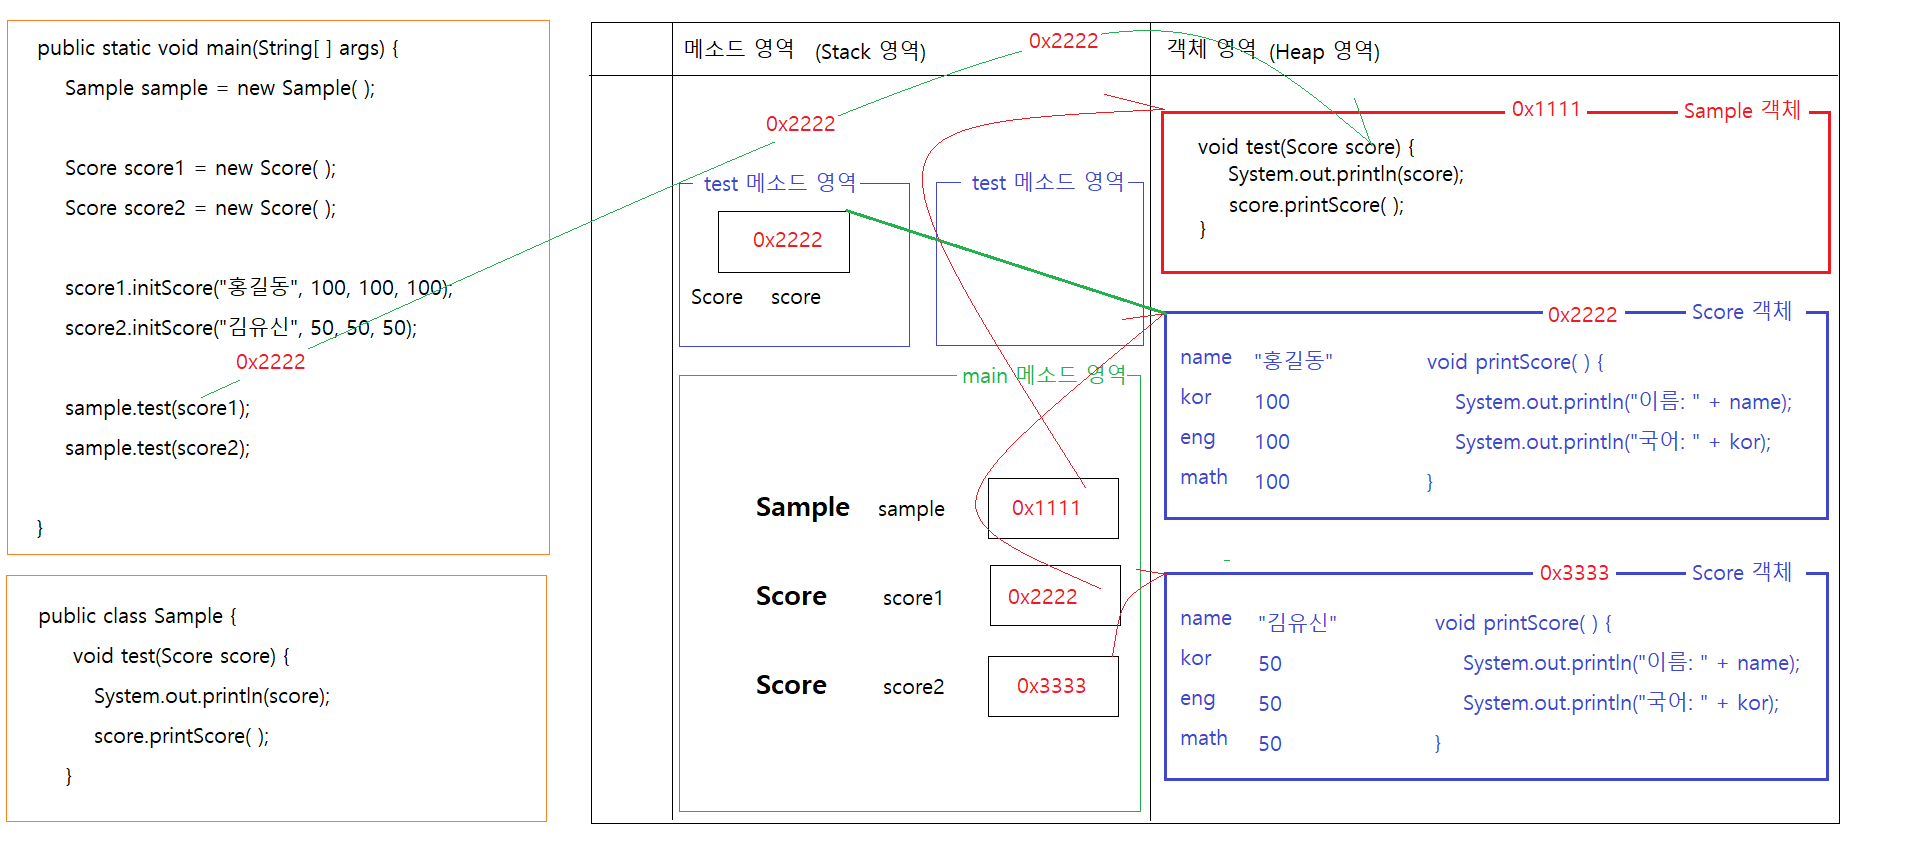 public static void main(String[ ] args) {
Sample sample = new Sample( );
Score score1 = new Score( );
Score score2 = new Score( );
score1.initScore("홍길동", 100, 100, 100);
score2.initScore("김유신", 50, 50, 50);
0x2222
sample.test(score1);
sample.test(score2);
}
public class Sample {
void test(Score score) {
System.out.println(score);
score.printScore( );
}
메소드 영역 (Stack 영역)
0x2222
객체 영역 (Heap 영역)
0x2222
test 메소드 영역
0x2222
Score score
test 메소드 영역
main 메소드 영역
Sample sample 0x1111
Score score1 0x2222
Score score2 0x3333
0x1111 Sample 객체
void test(Score score) {
System.out.println(score);
score.printScore( );
}
0x2222 Score 객체
name "홍길동"
kor 100
eng 100
math 100
void printScore( ) {
System.out.println("이름: " + name);
System.out.println("국어: " + kor);
}
0x3333 Score 객체
name "김유신"
kor 50
eng 50
math 50
void printScore( ) {
System.out.println("이름: " + name);
System.out.println("국어: " + kor);
}